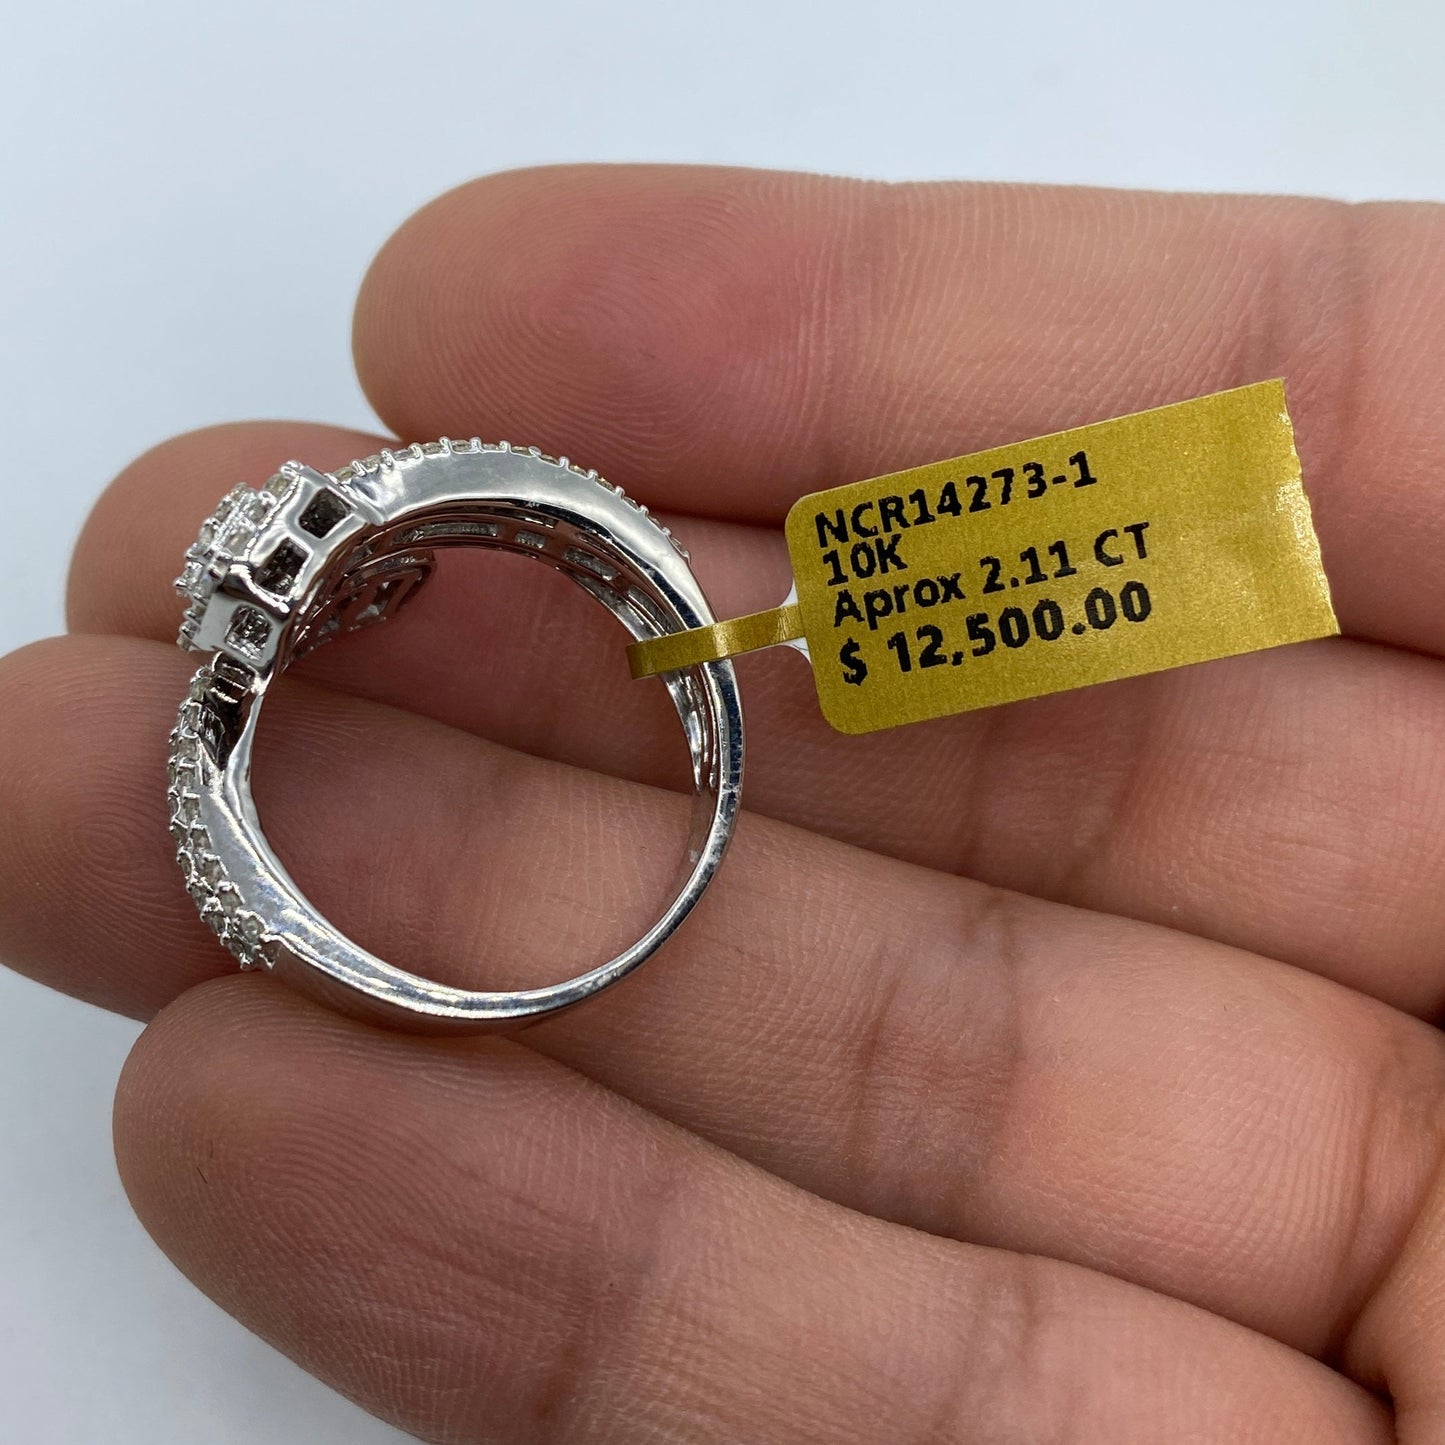 NCR14273-1
10K
Aprox 2.11 CT
$ 12,500.00